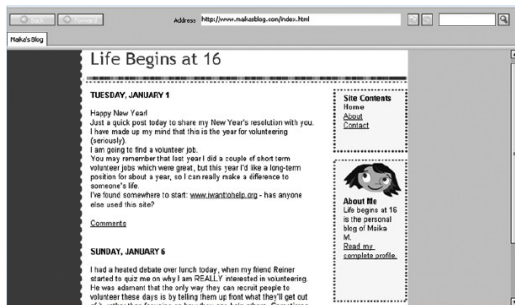 Address http://www.maikasblog.com/index.html
Maika's Blog
Life Begins at 16
TUESDAY, JANUARY 1
Happy New Year!
Just a quick post today to share my New Year's resolution with you.
I have made up my mind that this is the year for volunteering
(seriously).
I am going to find a volunteer job.
You may remember that last year I did a couple of short term
volunteer jobs which were great, but this year I'd like a long-term
position for about a year, so I can really make a difference to
someone's life.
I've found somewhere to start: www.iwanttohelp.org - has anyone
else used this site?
Comments
SUNDAY, JANUARY 6
I had a heated debate over lunch today, when my friend Reiner
started to quiz me on why I am REALLY interested in volunteering.
He was adamant that the only way they can recruit people to
volunteer these days is by telling them up front what they'll get out
Site Contents
Home
About
Contact
About Me
Life begins at 16
is the personal
blog of Maika
M.
Read my
complete profile.